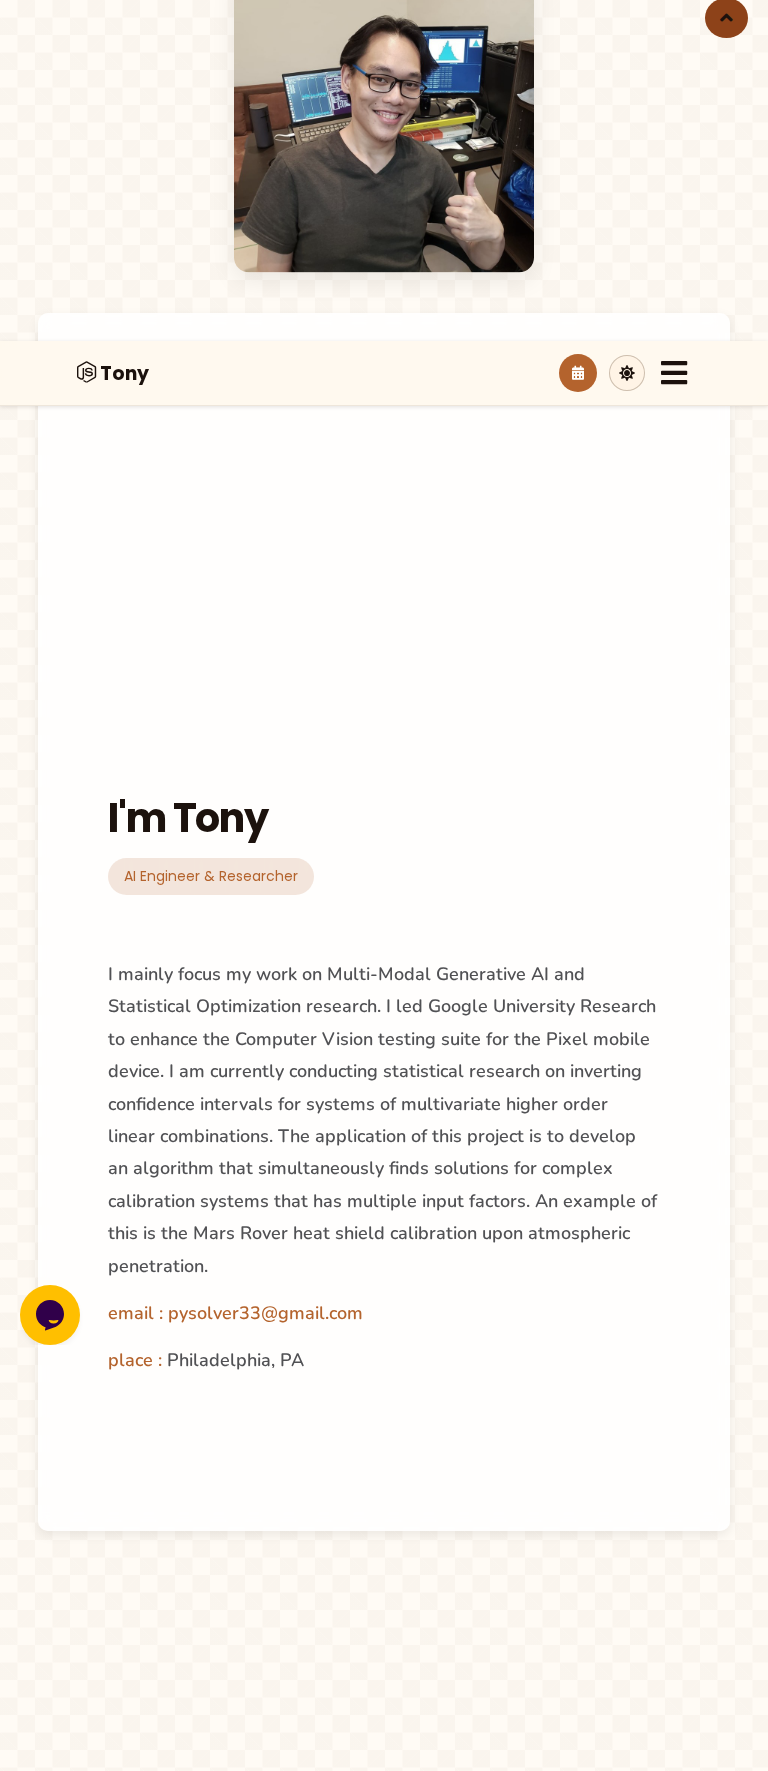 Tony
I'm Tony
AI Engineer & Researcher
I mainly focus my work on Multi-Modal Generative AI and
Statistical Optimization research. I led Google University Research
to enhance the Computer Vision testing suite for the Pixel mobile
device. I am currently conducting statistical research on inverting
confidence intervals for systems of multivariate higher order
linear combinations. The application of this project is to develop
an algorithm that simultaneously finds solutions for complex
calibration systems that has multiple input factors. An example of
this is the Mars Rover heat shield calibration upon atmospheric
penetration.
email : pysolver33@gmail.com
place : Philadelphia, PA